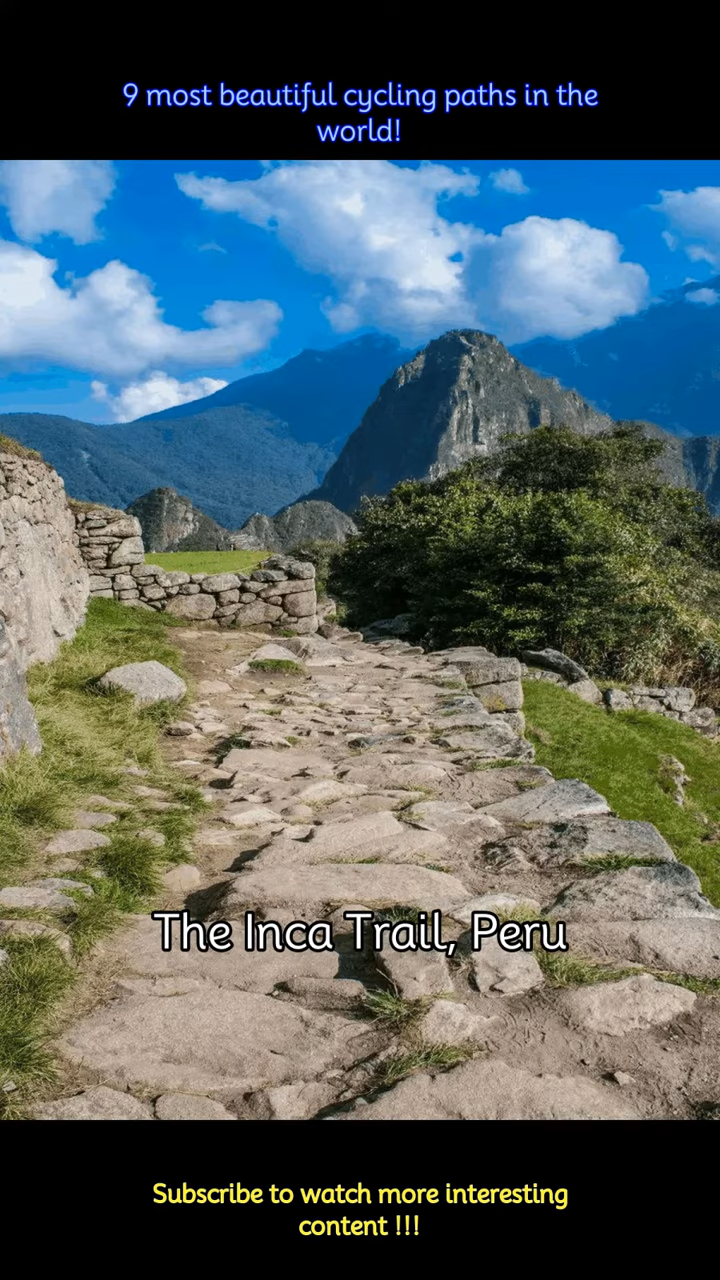 9 most beautiful cycling paths in the
world!
The Inca Trail, Peru
Subscribe to watch more interesting
content !!!